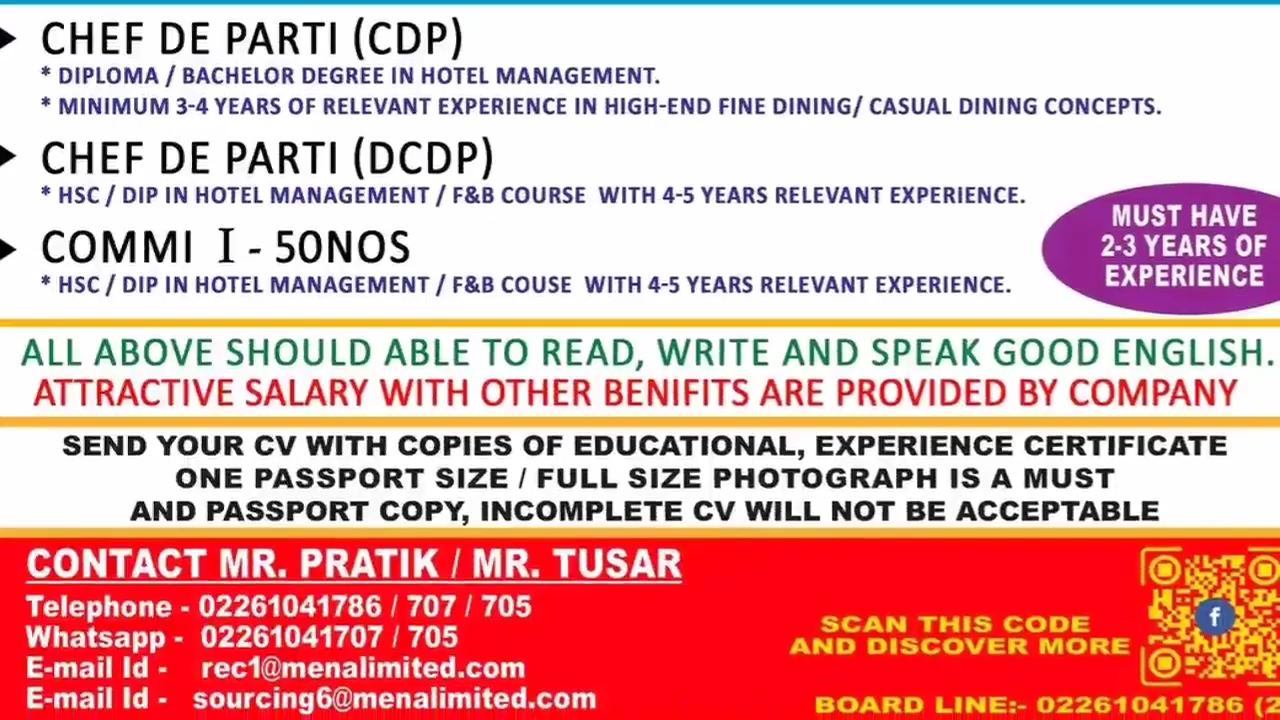 CHEF DE PARTI (CDP)
* DIPLOMA / BACHELOR DEGREE IN HOTEL MANAGEMENT.
* MINIMUM 3-4 YEARS OF RELEVANT EXPERIENCE IN HIGH-END FINE DINING/ CASUAL DINING CONCEPTS.
CHEF DE PARTI (DCDP)
* HSC / DIP IN HOTEL MANAGEMENT / F&B COURSE WITH 4-5 YEARS RELEVANT EXPERIENCE.
COMMI I - 50NOS
* HSC / DIP IN HOTEL MANAGEMENT / F&B COUSE WITH 4-5 YEARS RELEVANT EXPERIENCE.
MUST HAVE
2-3 YEARS OF
EXPERIENCE
ALL ABOVE SHOULD ABLE TO READ, WRITE AND SPEAK GOOD ENGLISH.
ATTRACTIVE SALARY WITH OTHER BENIFITS ARE PROVIDED BY COMPANY
SEND YOUR CV WITH COPIES OF EDUCATIONAL, EXPERIENCE CERTIFICATE
ONE PASSPORT SIZE / FULL SIZE PHOTOGRAPH IS A MUST
AND PASSPORT COPY, INCOMPLETE CV WILL NOT BE ACCEPTABLE
CONTACT MR. PRATIK / MR. TUSAR
Telephone - 02261041786 / 707 / 705
Whatsapp - 02261041707 / 705
E-mail Id - rec1@menalimited.com
E-mail Id - sourcing6@menalimited.com
SCAN THIS CODE
AND DISCOVER MORE
f
BOARD LINE:- 02261041786 (2